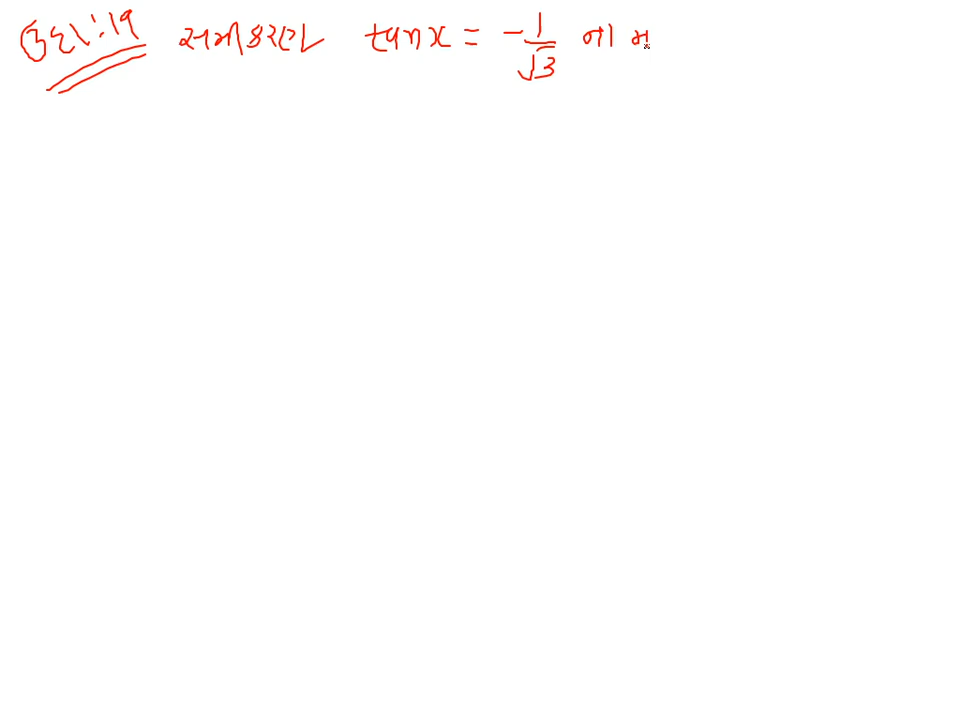 ઉદા:19 સમીકરણ tan x = -1/√3 ના મ